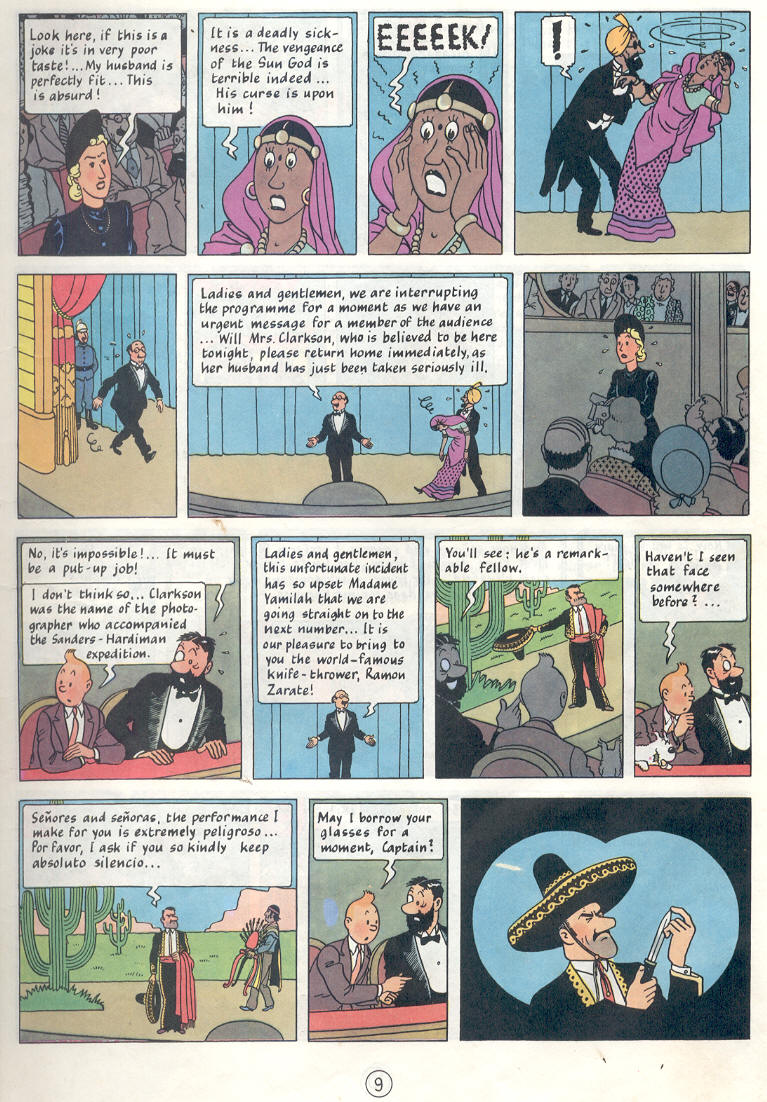 Look here, if this is a
joke it's in very poor
taste!...My husband is
perfectly fit... This
is absurd!
It is a deadly sick-
ness... The vengeance
of the Sun God is
terrible indeed...
His curse is upon
him!
EEEEEK!
!
Ladies and gentlemen, we are interrupting
the programme for a moment as we have an
urgent message for a member of the audience
... Will Mrs. Clarkson, who is believed to be here
tonight, please return home immediately, as
her husband has just been taken seriously ill.
No, it's impossible!... It must
be a put-up job!
I don't think so... Clarkson
was the name of the photo-
grapher who accompanied
the Sanders-Hardiman
expedition.
Ladies and gentlemen,
this unfortunate incident
has so upset Madame
Yamilah that we are
going straight on to the
next number... It is
our pleasure to bring to
you the world-famous
knife-thrower, Ramon
Zarate!
You'll see: he's a remark-
able fellow.
Haven't I seen
that face
somewhere
before?...
Señores and señoras, the performance I
make for you is extremely peligroso...
Por favor, I ask if you so kindly keep
absoluto silencio...
May I borrow your
glasses for a
moment, Captain?
9